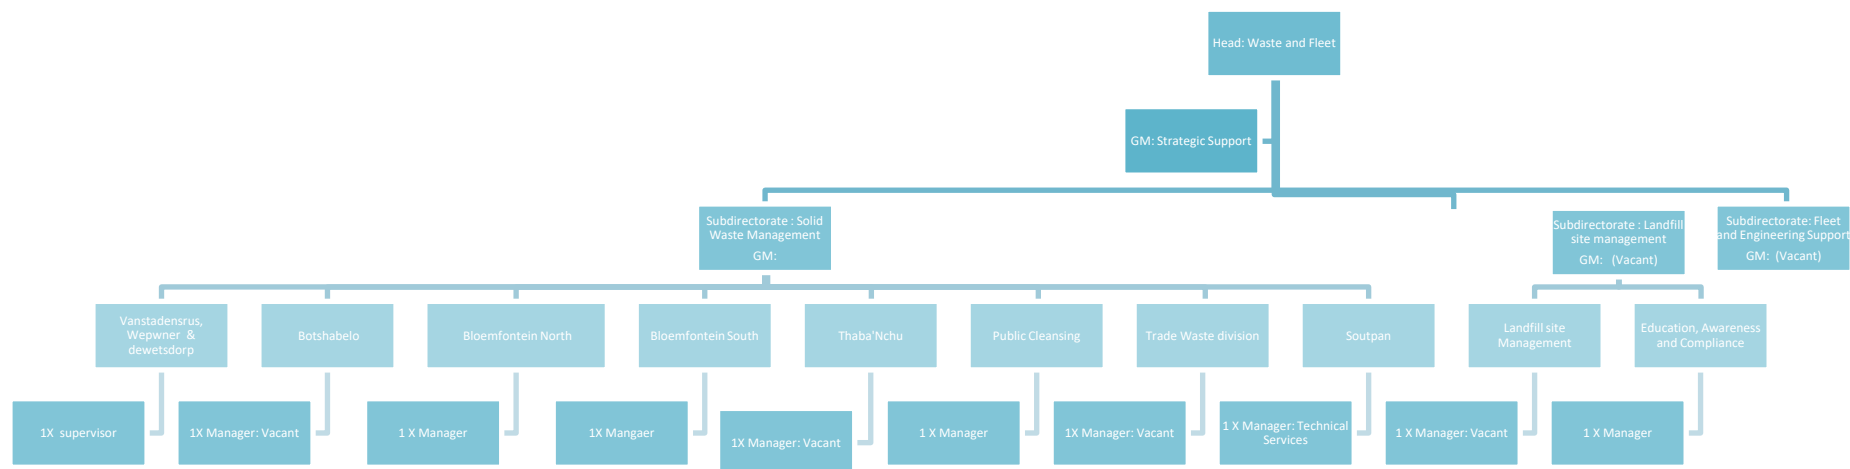 Head: Waste and Fleet
GM: Strategic Support
Subdirectorate : Solid
Waste Management
GM:
Subdirectorate : Landfill
site management
GM:   (Vacant)
Subdirectorate: Fleet
and Engineering Support
GM:  (Vacant)
Vanstadensrus,
Wepwner  &
dewetsdorp
Botshabelo
Bloemfontein North
Bloemfontein South
Thaba'Nchu
Public Cleansing
Trade Waste division
Soutpan
Landfill site
Management
Education, Awareness
and Compliance
1X  supervisor
1X Manager: Vacant
1 X Manager
1X Mangaer
1X Manager: Vacant
1 X Manager
1X Manager: Vacant
1 X Manager: Technical
Services
1 X Manager: Vacant
1 X Manager